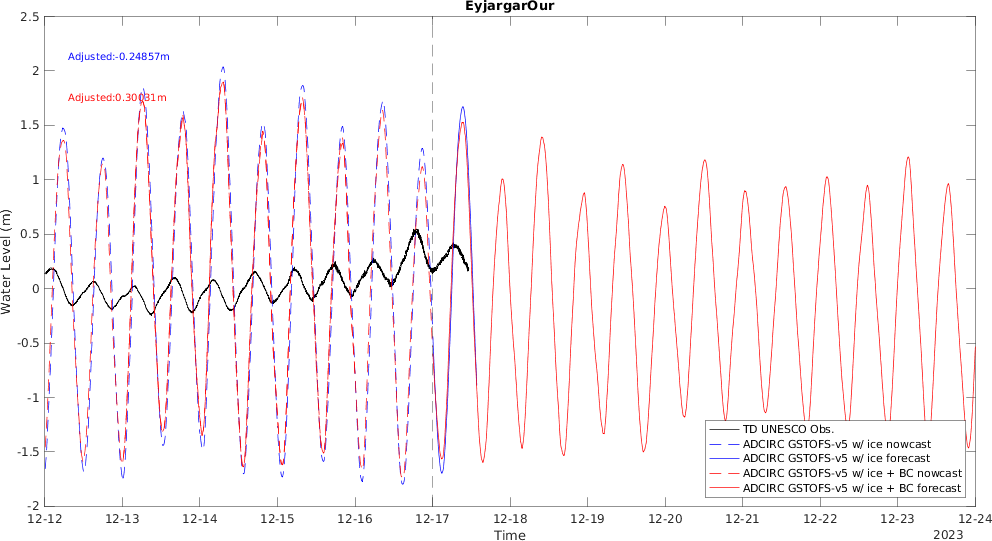 EyjargarOur
Water Level (m)
2.5
2
1.5
1
0.5
0
-0.5
-1
-1.5
-2
Adjusted:-0.24857m
Adjusted:0.30031m
TD UNESCO Obs.
ADCIRC GSTOFS-v5 w/ ice nowcast
ADCIRC GSTOFS-v5 w/ ice forecast
ADCIRC GSTOFS-v5 w/ ice + BC nowcast
ADCIRC GSTOFS-v5 w/ ice + BC forecast
12-12 12-13 12-14 12-15 12-16 12-17 12-18 12-19 12-20 12-21 12-22 12-23 12-24
Time
2023